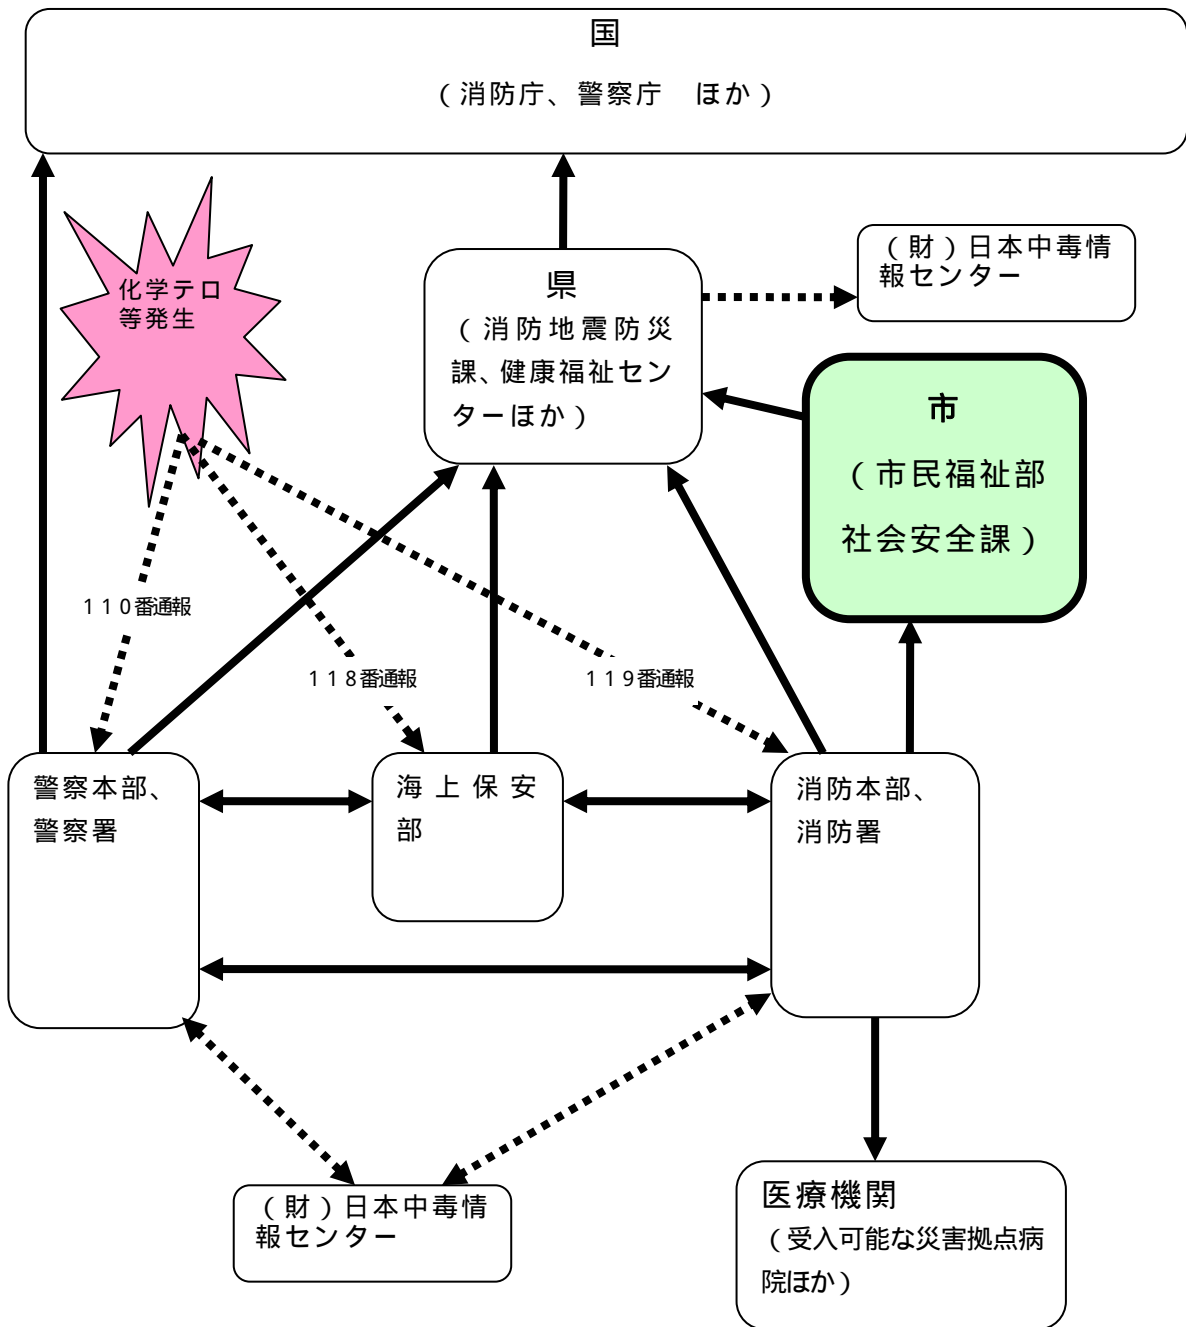 国
（消防庁、警察庁　ほか）
化学テロ
等発生
（財）日本中毒情
報センター
県
（消防地震防災
課、健康福祉セン
ターほか）
市
（市民福祉部
社会安全課）
１１０番通報
１１８番通報
１１９番通報
警察本部、
警察署
海上保安
部
消防本部、
消防署
（財）日本中毒情
報センター
医療機関
（受入可能な災害拠点病
院ほか）